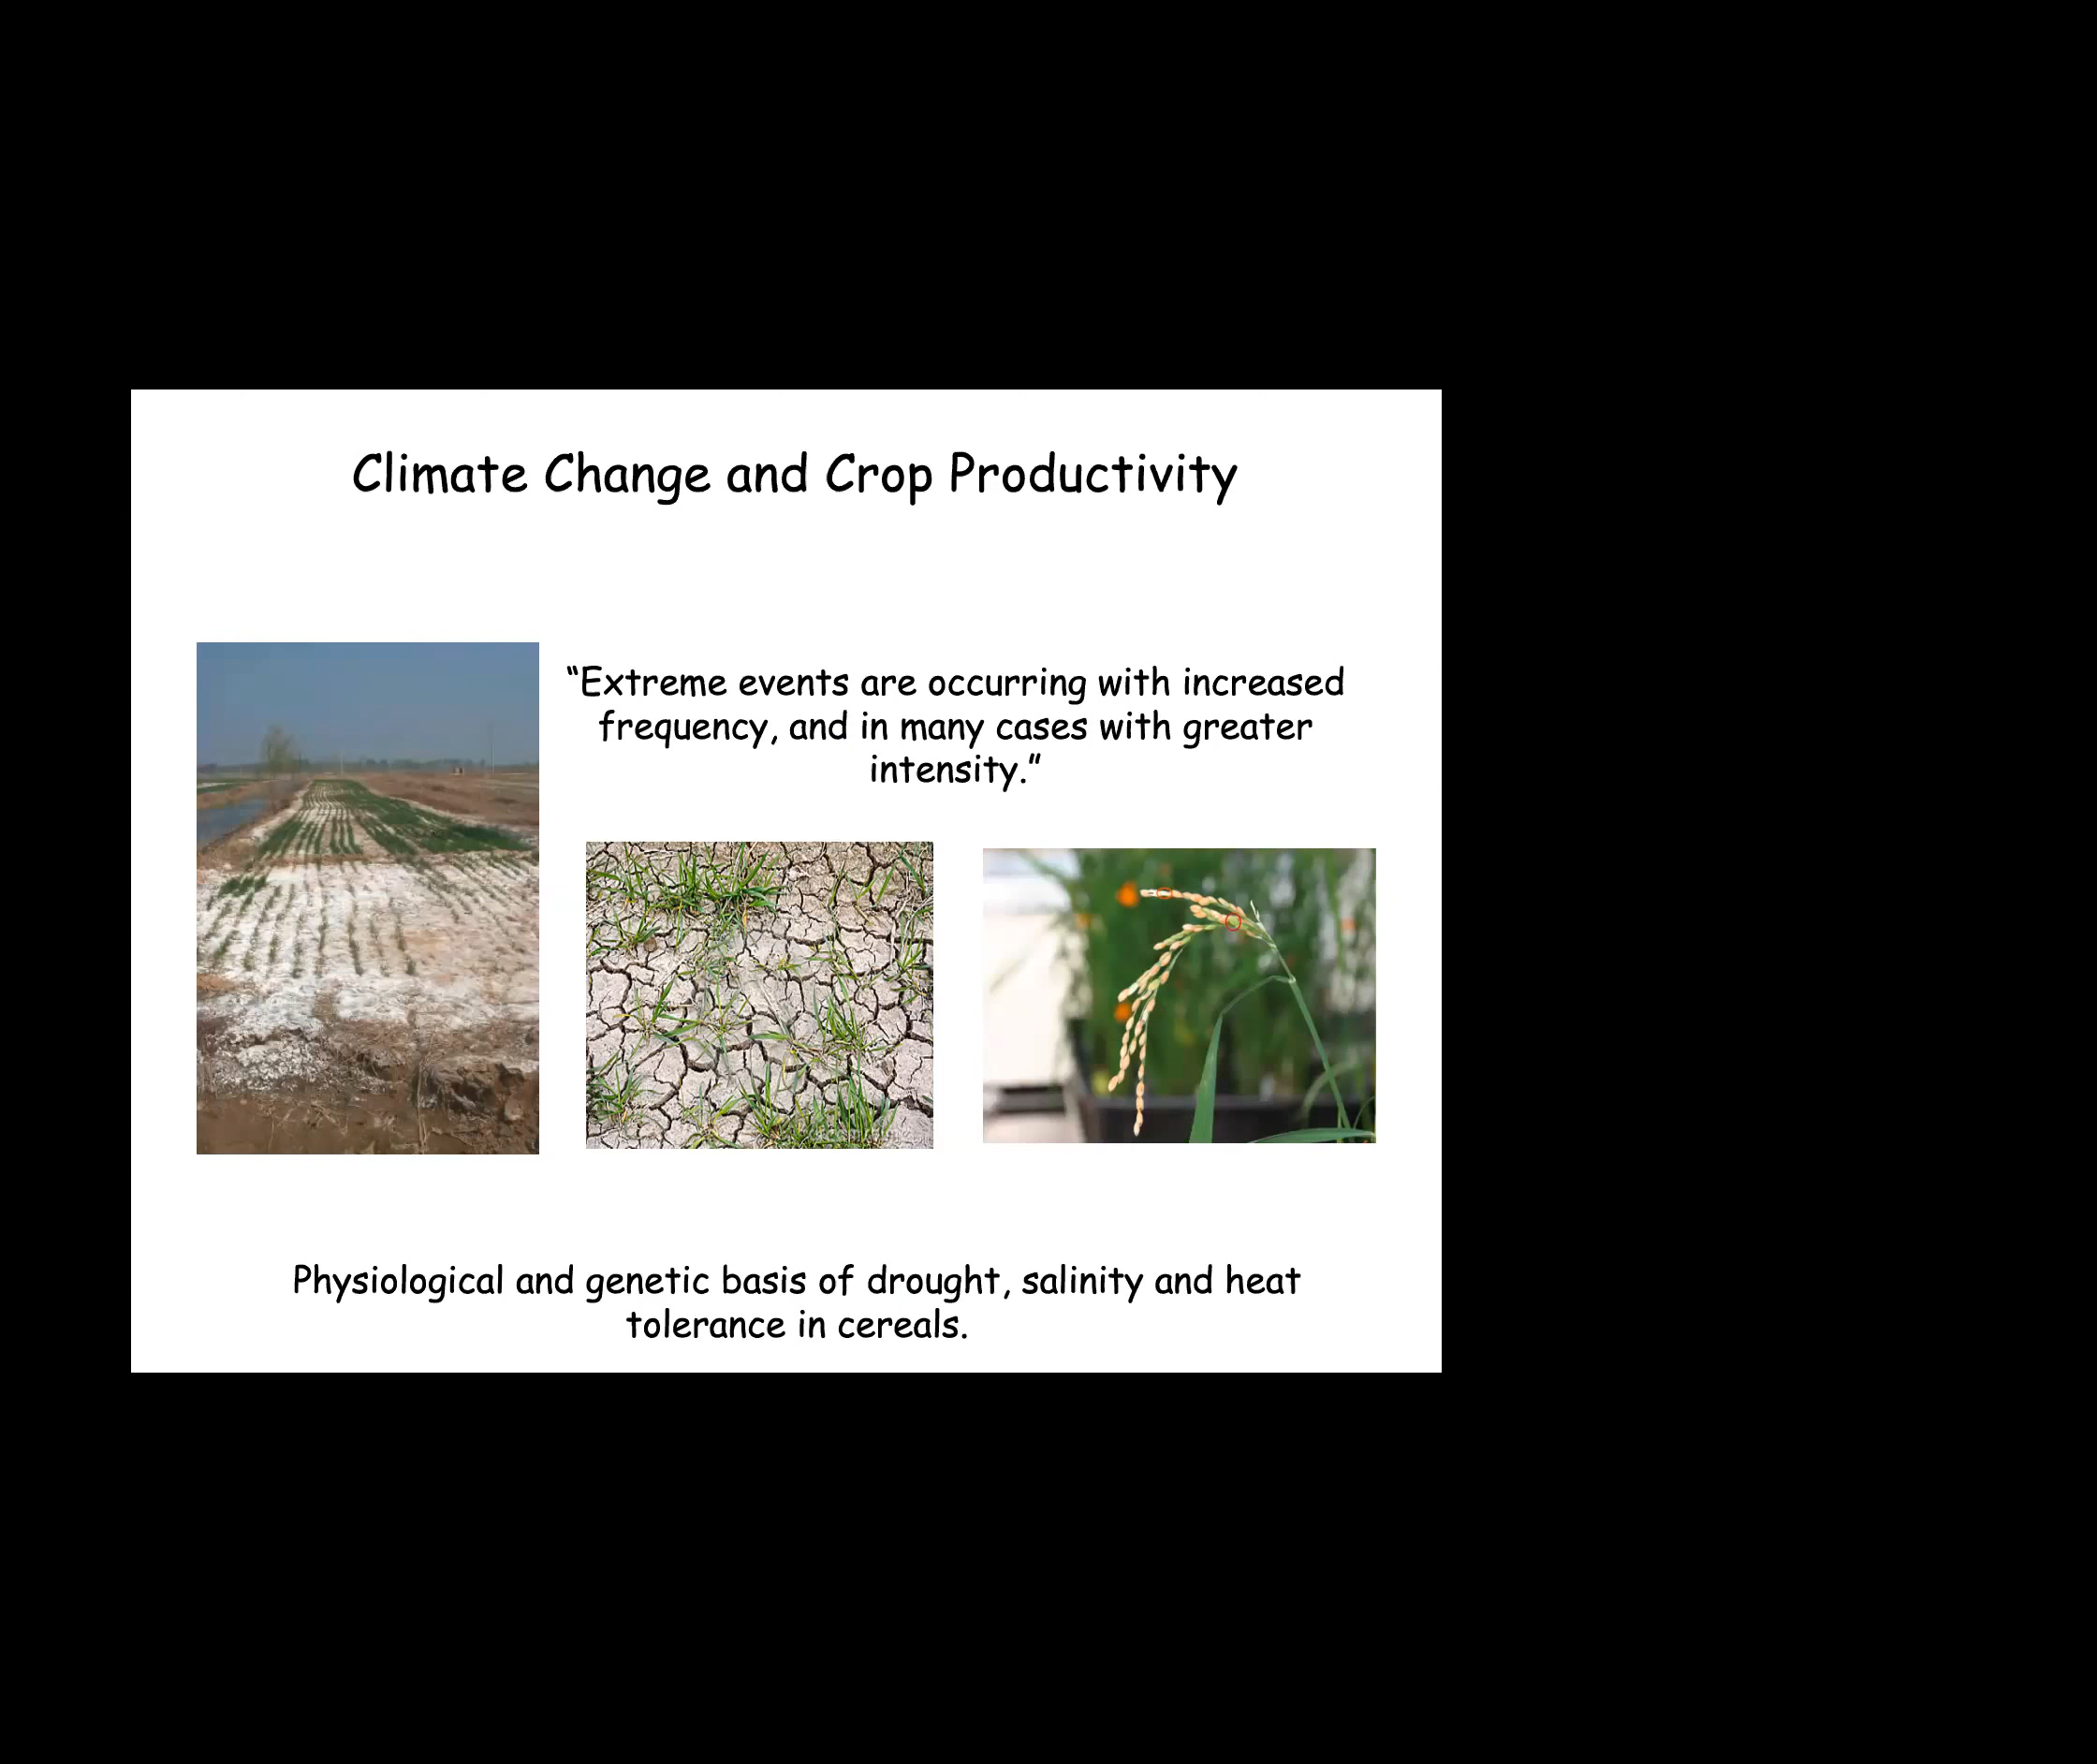 Climate Change and Crop Productivity
“Extreme events are occurring with increased
frequency, and in many cases with greater
intensity.”
Physiological and genetic basis of drought, salinity and heat
tolerance in cereals.